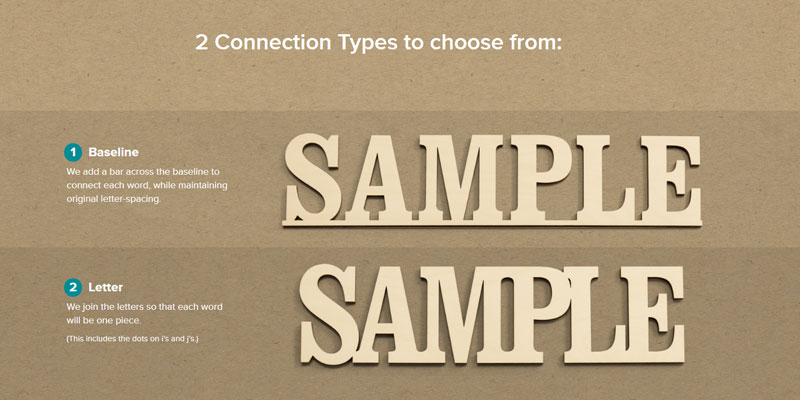 2 Connection Types to choose from:
1 Baseline
We add a bar across the baseline to
connect each word, while maintaining
original letter-spacing.
SAMPLE
2 Letter
We join the letters so that each word
will be one piece.
(This includes the dots on i's and j's.)
SAMPLE